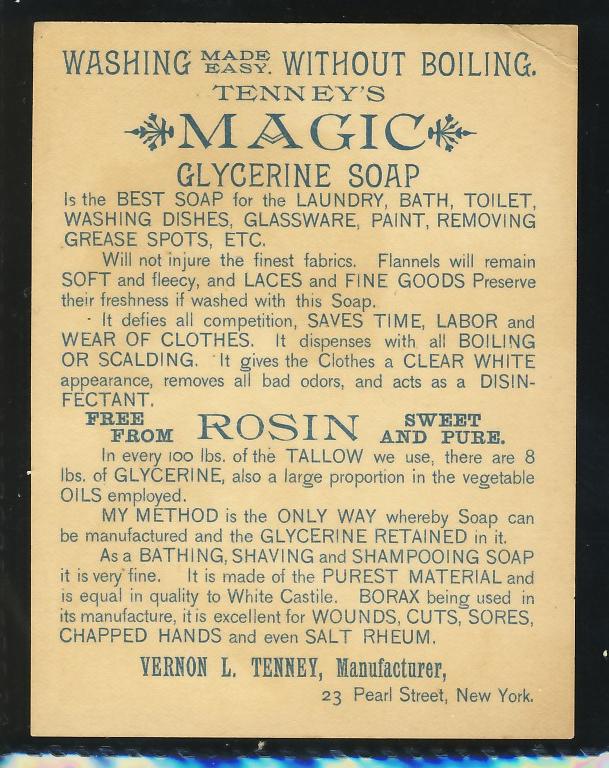 WASHING MADE EASY. WITHOUT BOILING.
TENNEY'S
MAGIC
GLYCERINE SOAP
Is the BEST SOAP for the LAUNDRY, BATH, TOILET,
WASHING DISHES, GLASSWARE, PAINT, REMOVING
GREASE SPOTS, ETC.
Will not injure the finest fabrics. Flannels will remain
SOFT and fleecy, and LACES and FINE GOODS Preserve
their freshness if washed with this Soap.
It defies all competition, SAVES TIME, LABOR and
WEAR OF CLOTHES. It dispenses with all BOILING
OR SCALDING. It gives the Clothes a CLEAR WHITE
appearance, removes all bad odors, and acts as a DISIN-
FECTANT.
FREE FROM ROSIN SWEET AND PURE.
In every 100 lbs. of the TALLOW we use, there are 8
lbs. of GLYCERINE, also a large proportion in the vegetable
OILS employed.
MY METHOD is the ONLY WAY whereby Soap can
be manufactured and the GLYCERINE RETAINED in it.
As a BATHING, SHAVING and SHAMPOOING SOAP
it is very fine. It is made of the PUREST MATERIAL and
is equal in quality to White Castile. BORAX being used in
its manufacture, it is excellent for WOUNDS, CUTS, SORES,
CHAPPED HANDS and even SALT RHEUM.
VERNON L. TENNEY, Manufacturer,
23 Pearl Street, New York.